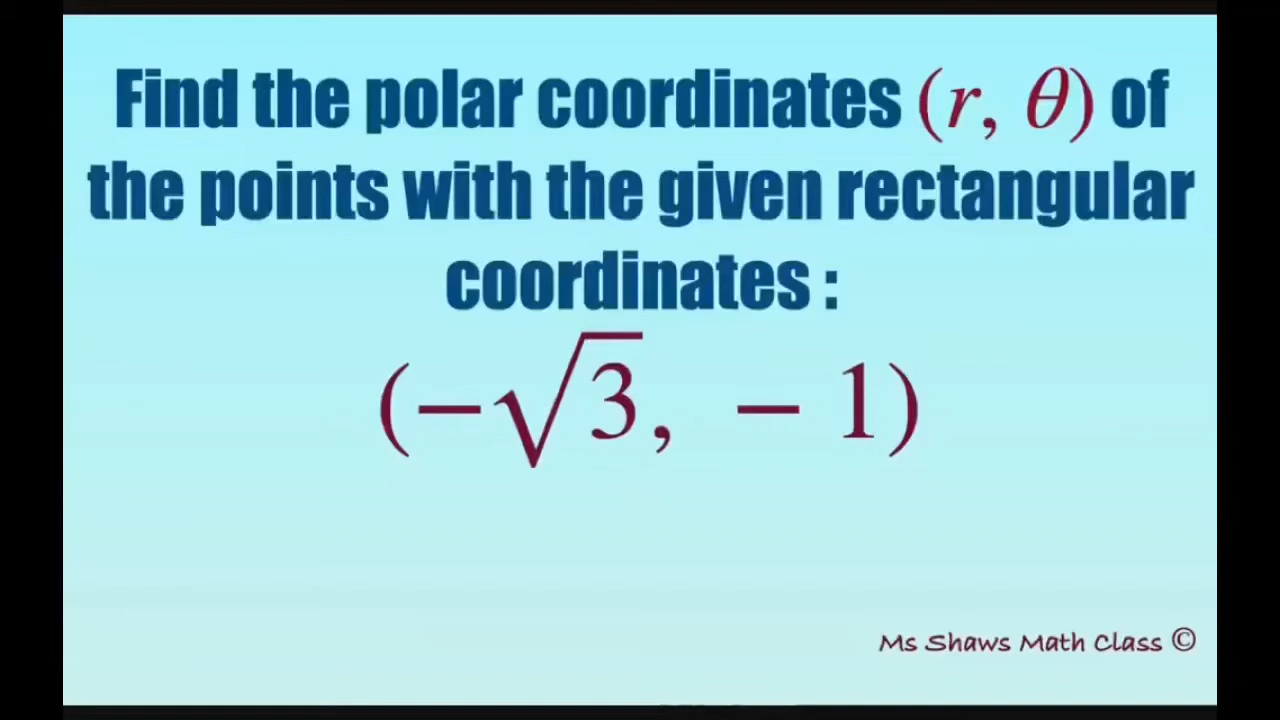 Find the polar coordinates (r, θ) of
the points with the given rectangular
coordinates :
(−√3, − 1)
Ms Shaws Math Class ©